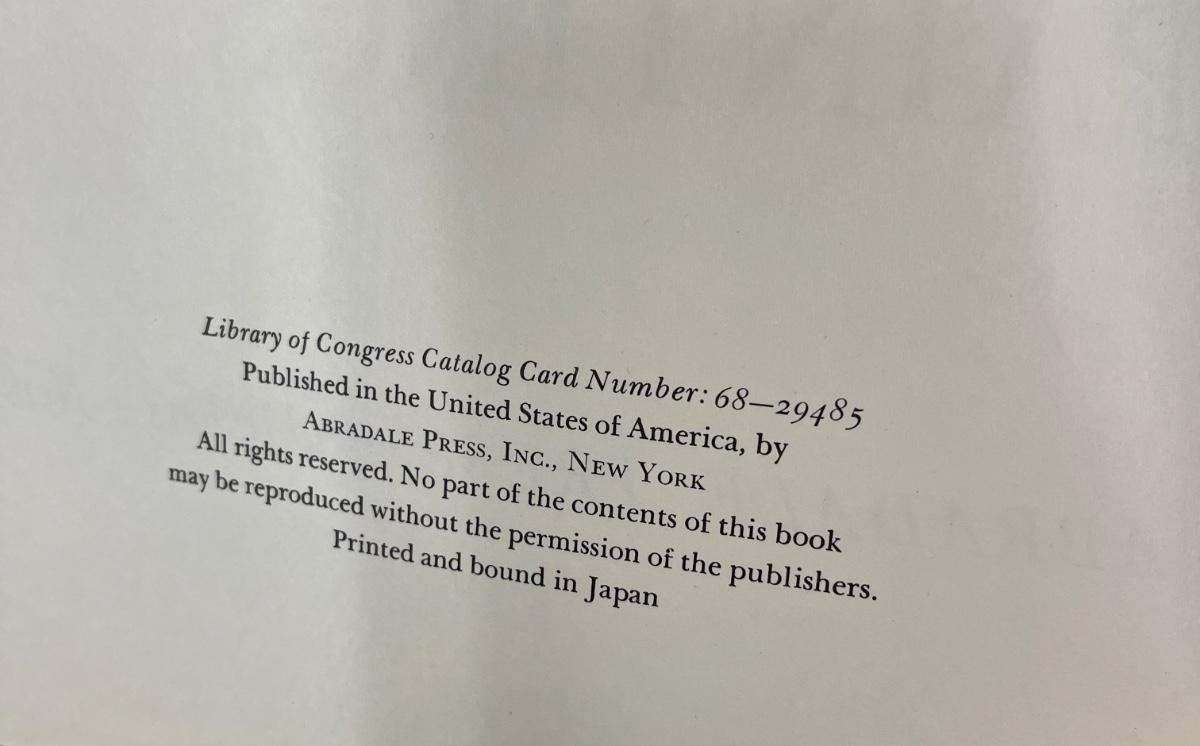 Library of Congress Catalog Card Number: 68—29485
Published in the United States of America, by
ABRADALE PRESS, INC., NEW YORK
All rights reserved. No part of the contents of this book
may be reproduced without the permission of the publishers.
Printed and bound in Japan